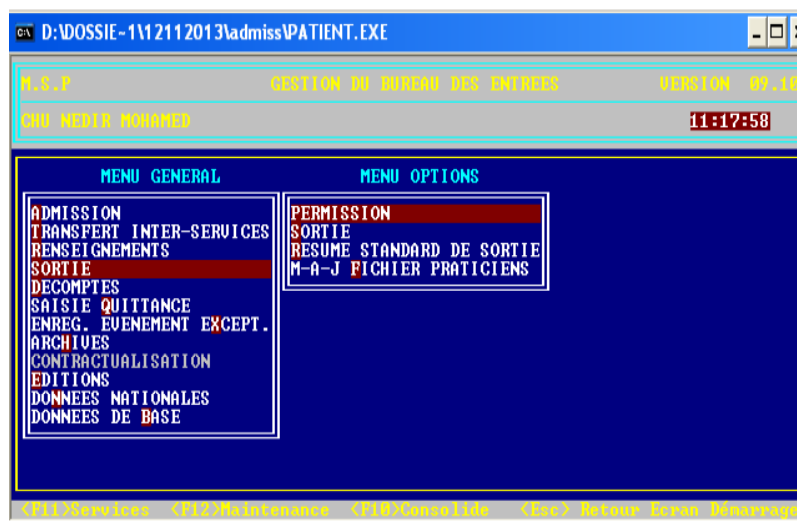 D:\DOSSIE~1\12112013\admiss\PATIENT.EXE
M.S.P GESTION DU BUREAU DES ENTREES VERSION 09.10
CHU NEDIR MOHAMED 11:17:58
MENU GENERAL
ADMISSION
TRANSFERT INTER-SERVICES
RENSEIGNEMENTS
SORTIE
DECOMPTES
SAISIE QUITTANCE
ENREG. EVENEMENT EXCEPT.
ARCHIVES
CONTRACTUALISATION
EDITIONS
DONNEES NATIONALES
DONNEES DE BASE
MENU OPTIONS
PERMISSION
SORTIE
RESUME STANDARD DE SORTIE
M-A-J FICHIER PRATICIENS
<F11>Services <F12>Maintenance <F10>Consolide <Esc> Retour Ecran Démarrage